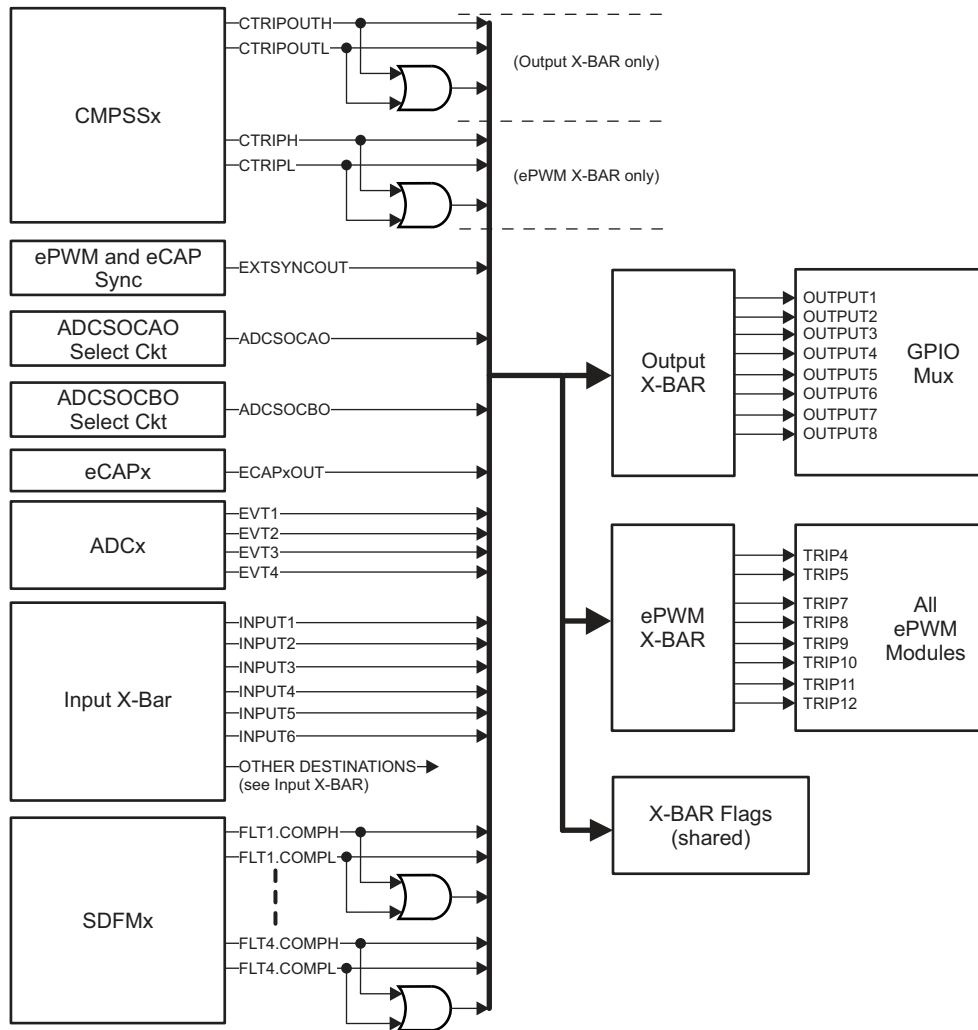 CMPSSx
CTRIPOUTH
CTRIPOUTL
(Output X-BAR only)
CTRIPH
CTRIPL
(ePWM X-BAR only)
ePWM and eCAP
Sync
EXTSYNCOUT
ADCSOCAO
Select Ckt
ADCSOCAO
ADCSOCBO
Select Ckt
ADCSOCBO
eCAPx
ECAPxOUT
ADCx
EVT1
EVT2
EVT3
EVT4
Input X-Bar
INPUT1
INPUT2
INPUT3
INPUT4
INPUT5
INPUT6
OTHER DESTINATIONS
(see Input X-BAR)
SDFMx
FLT1.COMPH
FLT1.COMPL
FLT4.COMPH
FLT4.COMPL
Output
X-BAR
OUTPUT1
OUTPUT2
OUTPUT3
OUTPUT4
OUTPUT5
OUTPUT6
OUTPUT7
OUTPUT8
GPIO
Mux
ePWM
X-BAR
TRIP4
TRIP5
TRIP7
TRIP8
TRIP9
TRIP10
TRIP11
TRIP12
All
ePWM
Modules
X-BAR Flags
(shared)